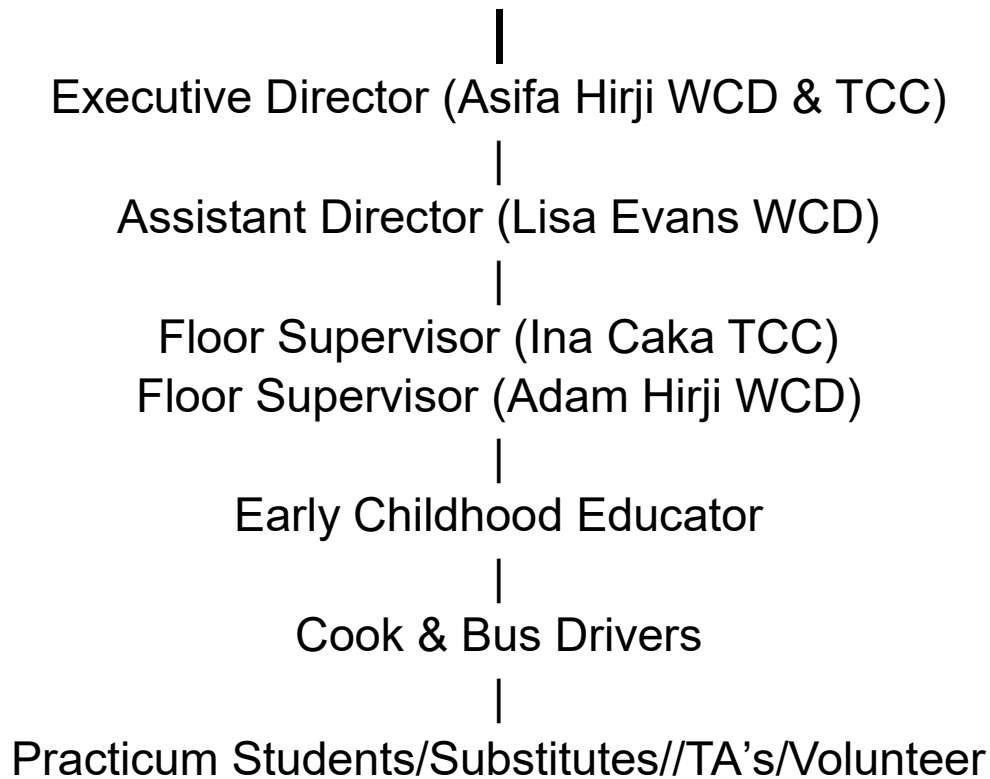 |
Executive Director (Asifa Hirji WCD & TCC)
|
Assistant Director (Lisa Evans WCD)
|
Floor Supervisor (Ina Caka TCC)
Floor Supervisor (Adam Hirji WCD)
|
Early Childhood Educator
|
Cook & Bus Drivers
|
Practicum Students/Substitutes//TA’s/Volunteer